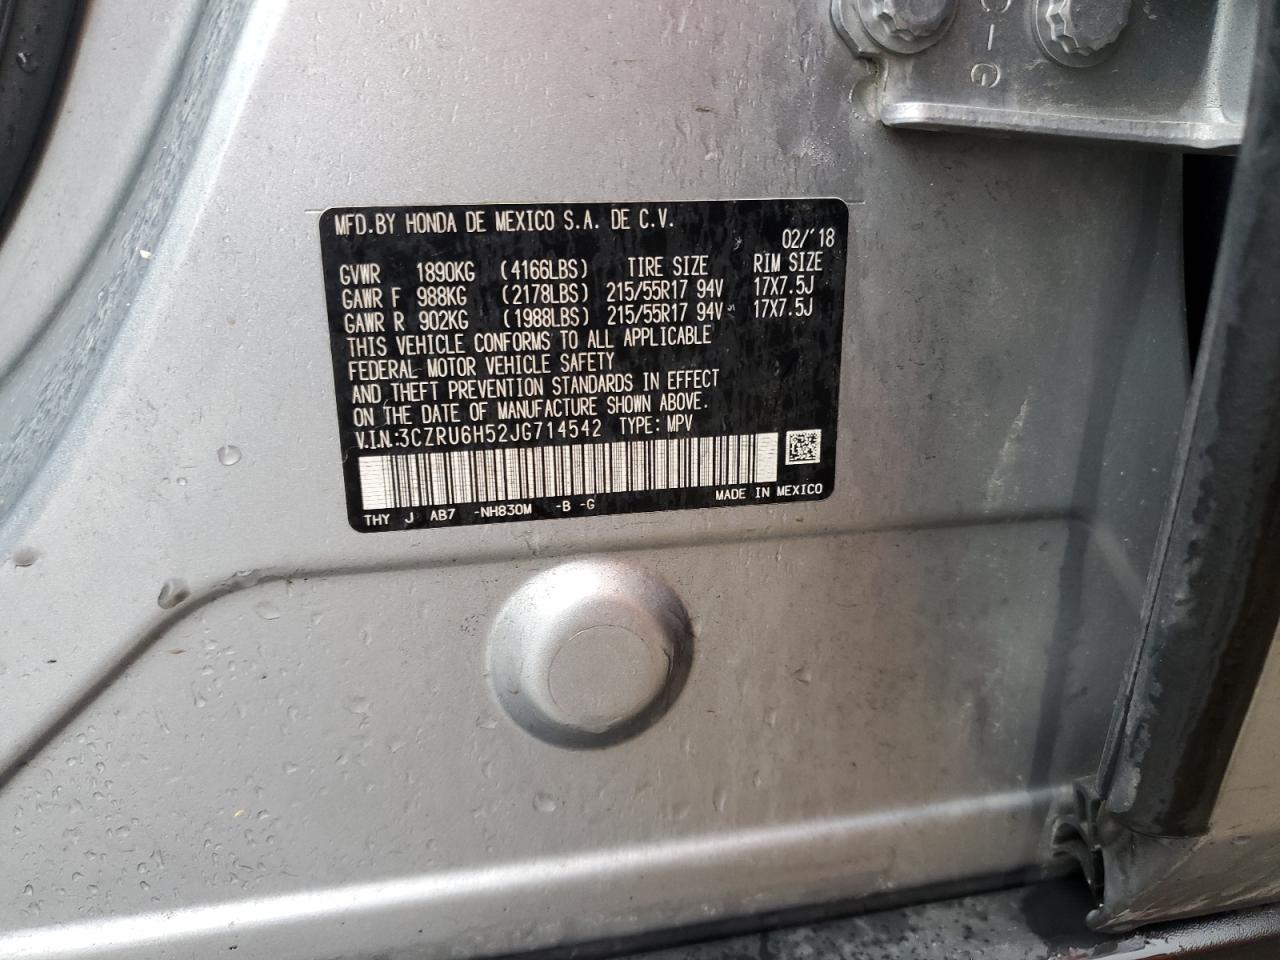 MFD.BY HONDA DE MEXICO S.A. DE C.V.
02/'18
GVWR 1890KG (4166LBS) TIRE SIZE RIM SIZE
GAWR F 988KG (2178LBS) 215/55R17 94V 17X7.5J
GAWR R 902KG (1988LBS) 215/55R17 94V 17X7.5J
THIS VEHICLE CONFORMS TO ALL APPLICABLE
FEDERAL MOTOR VEHICLE SAFETY
AND THEFT PREVENTION STANDARDS IN EFFECT
ON THE DATE OF MANUFACTURE SHOWN ABOVE.
V.I.N.:3CZRU6H52JG714542 TYPE: MPV
THY J AB7 -NH830M -B -G MADE IN MEXICO